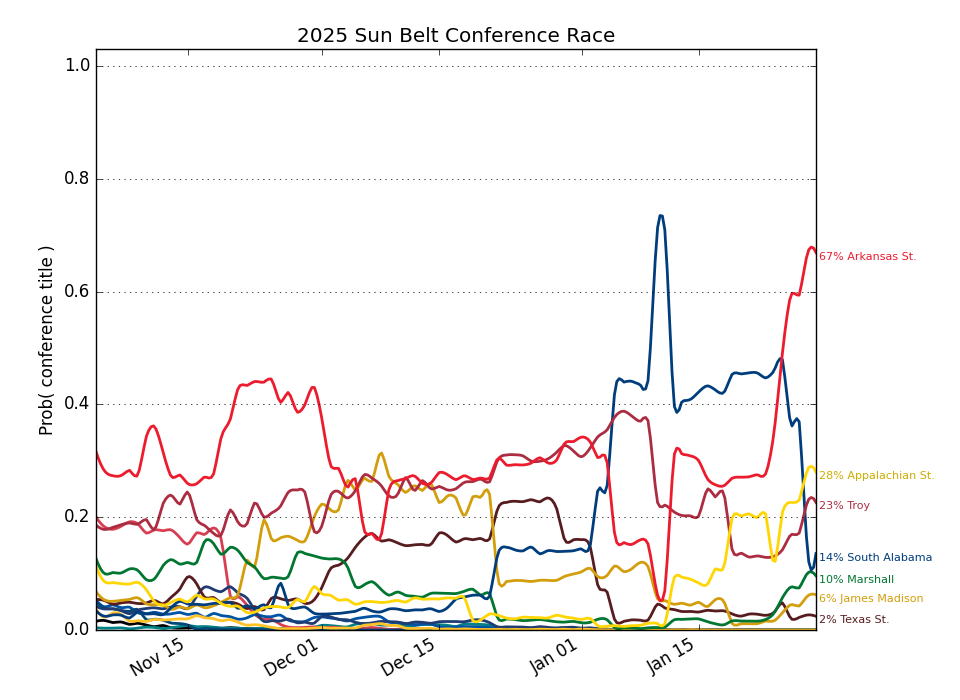 2025 Sun Belt Conference Race
Prob( conference title )
1.0
0.8
0.6
0.4
0.2
0.0
Nov 15
Dec 01
Dec 15
Jan 01
Jan 15
67% Arkansas St.
28% Appalachian St.
23% Troy
14% South Alabama
10% Marshall
6% James Madison
2% Texas St.